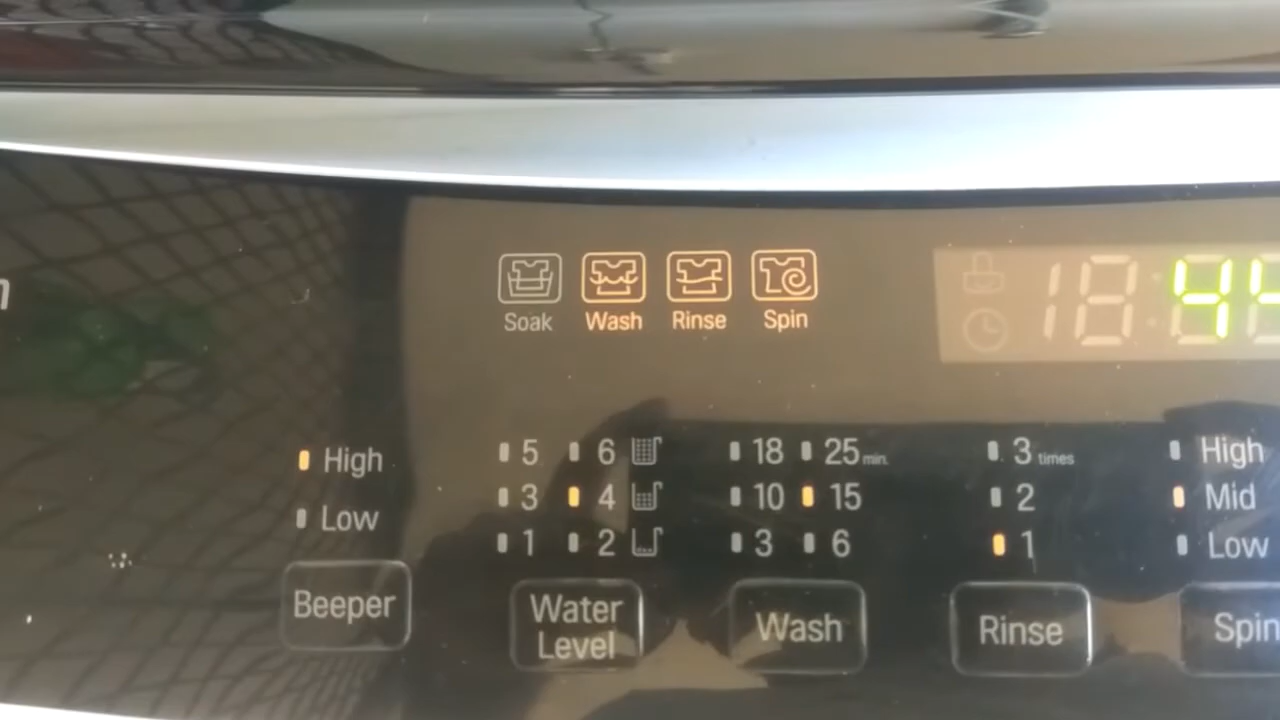 Soak Wash Rinse Spin
18:
High
Low
Beeper
5 6
3 4
1 2
Water
Level
18 25 min.
10 15
3 6
Wash
3 times
2
1
Rinse
High
Mid
Low
Spin